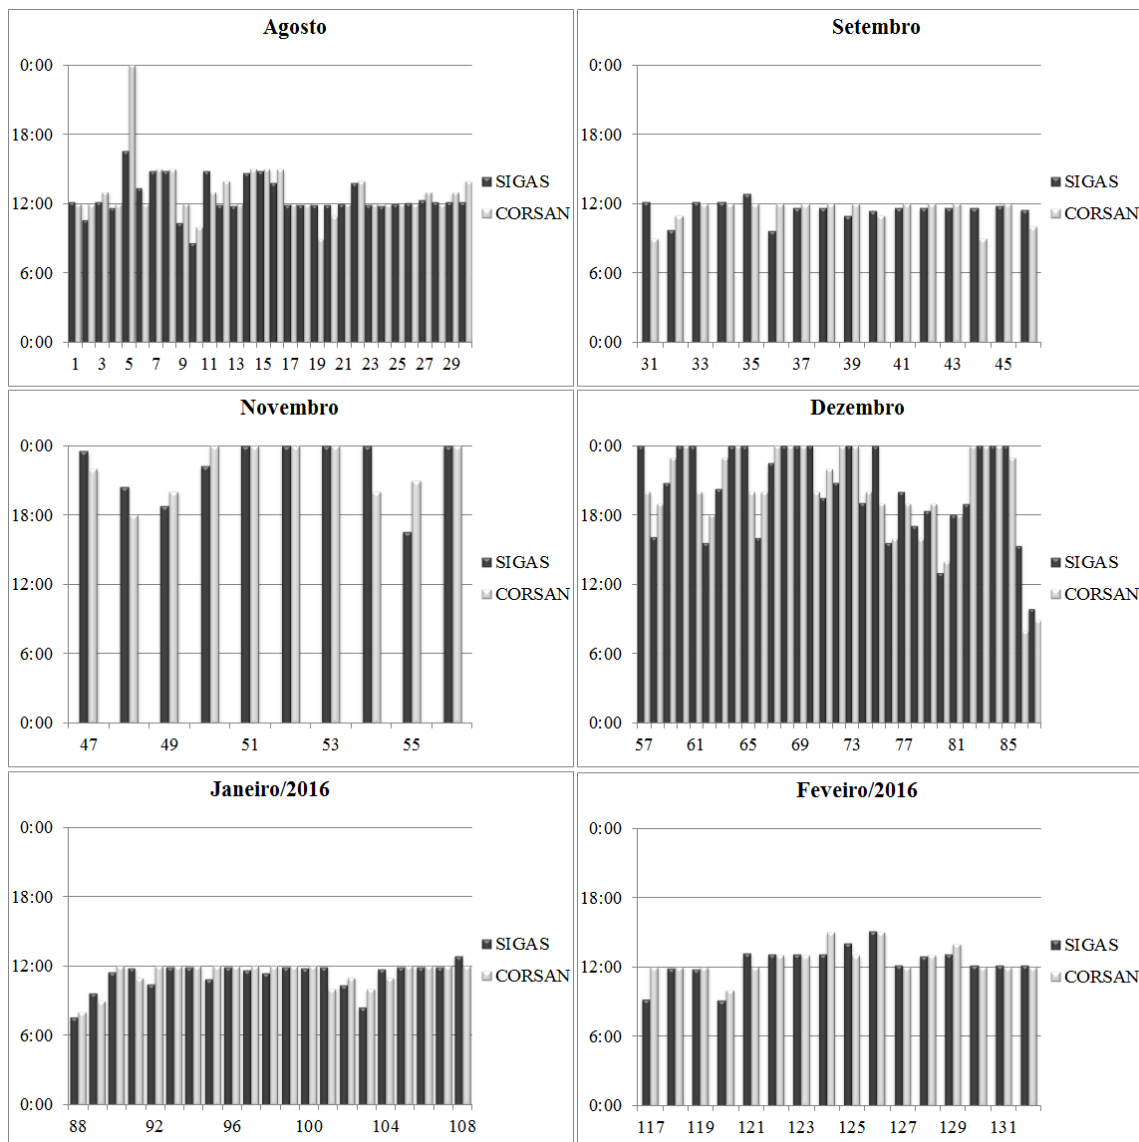 Agosto
0:00
18:00
12:00
6:00
0:00
SIGAS
CORSAN
1 3 5 7 9 11 13 15 17 19 21 23 25 27 29
Setembro
0:00
18:00
12:00
6:00
0:00
SIGAS
CORSAN
31 33 35 37 39 41 43 45
Novembro
0:00
18:00
12:00
6:00
0:00
SIGAS
CORSAN
47 49 51 53 55
Dezembro
0:00
18:00
12:00
6:00
0:00
SIGAS
CORSAN
57 61 65 69 73 77 81 85
Janeiro/2016
0:00
18:00
12:00
6:00
0:00
SIGAS
CORSAN
88 92 96 100 104 108
Feveiro/2016
0:00
18:00
12:00
6:00
0:00
SIGAS
CORSAN
117 119 121 123 125 127 129 131